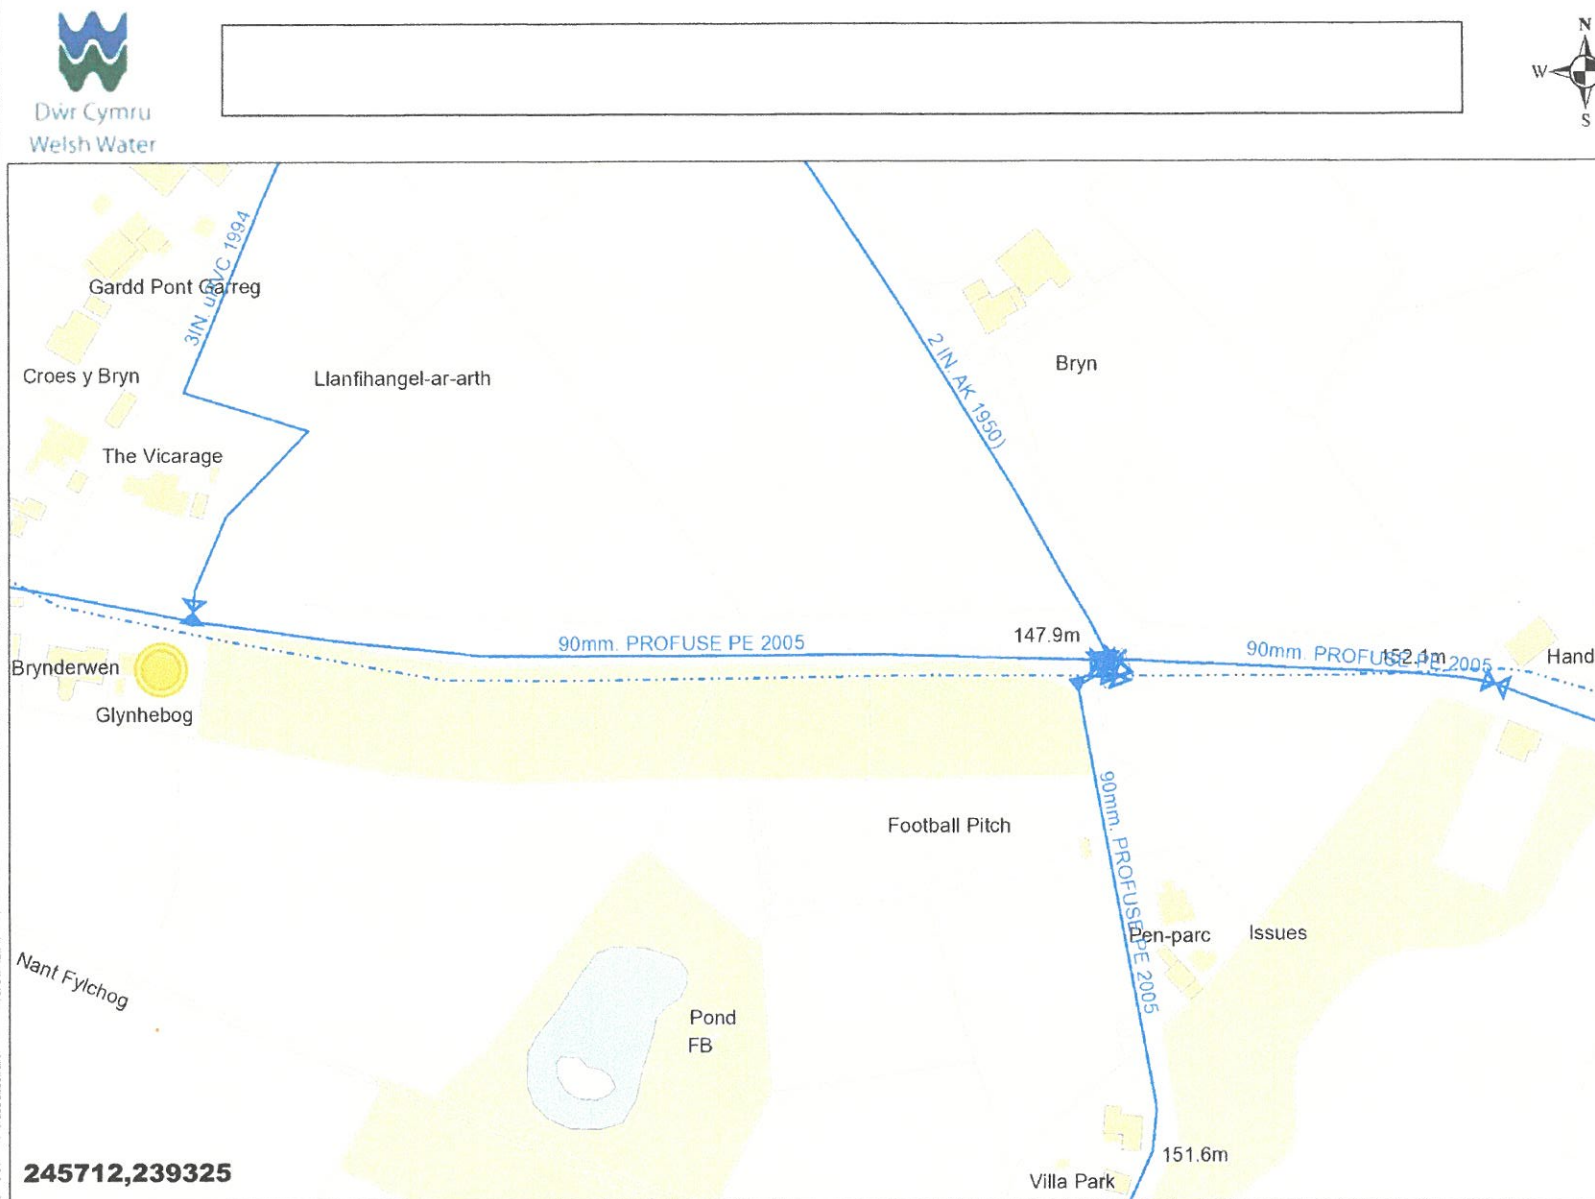 Dŵr Cymru
Welsh Water
N
W
S
3IN. uPVC 1994
Gardd Pont Garreg
Croes y Bryn
Llanfihangel-ar-arth
2 IN. AK 1950)
Bryn
The Vicarage
90mm. PROFUSE PE 2005
147.9m
90mm. PROFUSE PE 2005
152.1m
Hand
Brynderwen
Glynhebog
90mm. PROFUSE PE 2005
Football Pitch
Pen-parc
Issues
Nant Fylchog
Pond
FB
151.6m
Villa Park
245712,239325